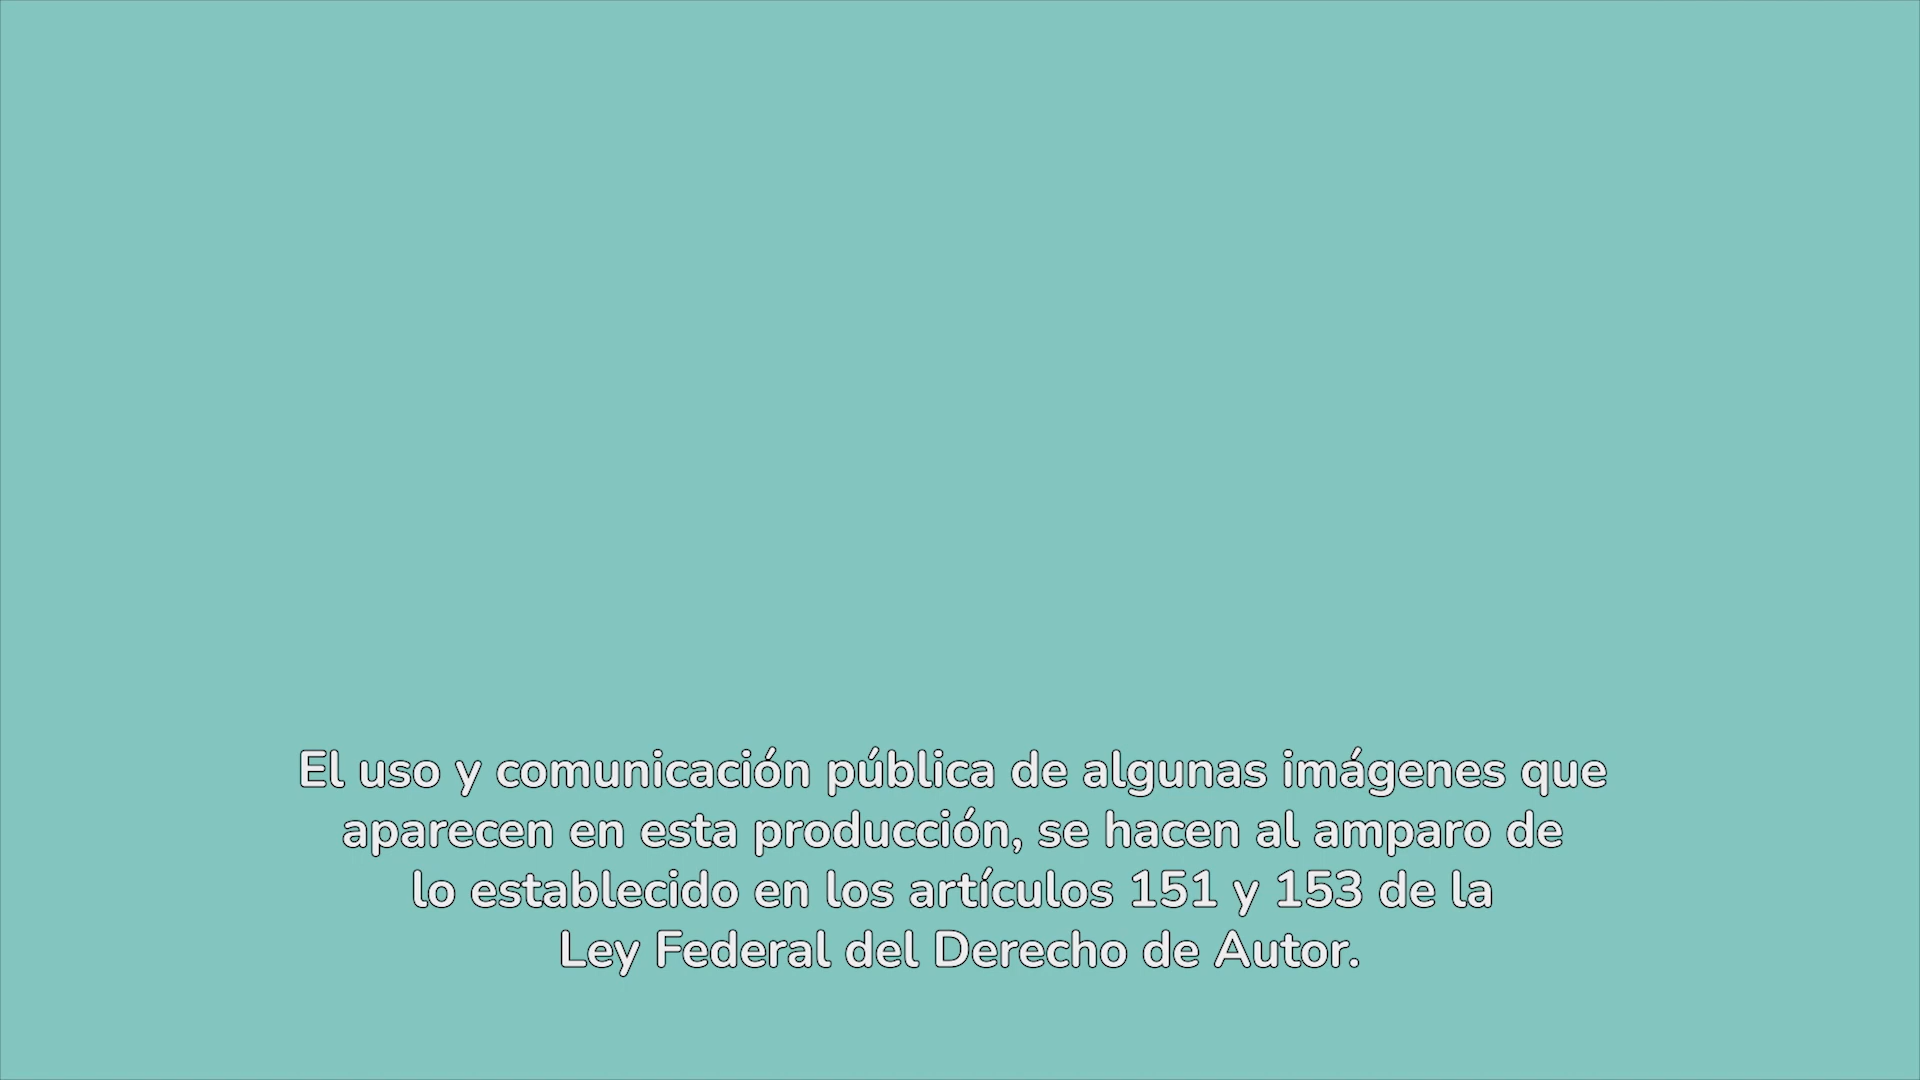 El uso y comunicación pública de algunas imágenes que
aparecen en esta producción, se hacen al amparo de
lo establecido en los artículos 151 y 153 de la
Ley Federal del Derecho de Autor.